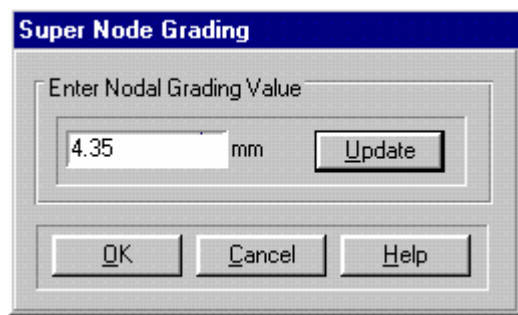 Super Node Grading
Enter Nodal Grading Value
4.35 mm Update
OK Cancel Help